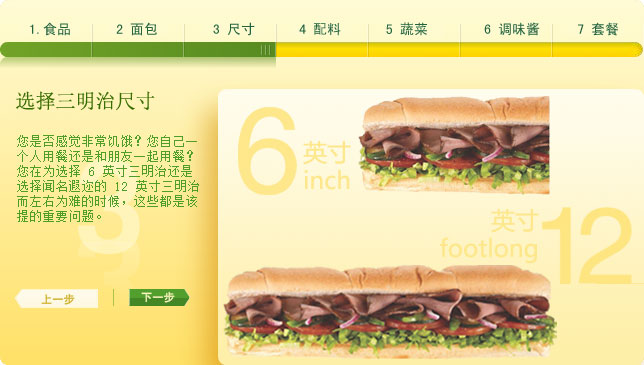 1. 食品 2 面包 3 尺寸 4 配料 5 蔬菜 6 调味酱 7 套餐
选择三明治尺寸
您是否感觉非常饥饿？您自己一
个人用餐还是和朋友一起用餐？
您在为选择 6 英寸三明治还是
选择闻名遐迩的 12 英寸三明治
而左右为难的时候，这些都是该
提的重要问题。
上一步 下一步
6 英寸
inch
英寸 12
footlong